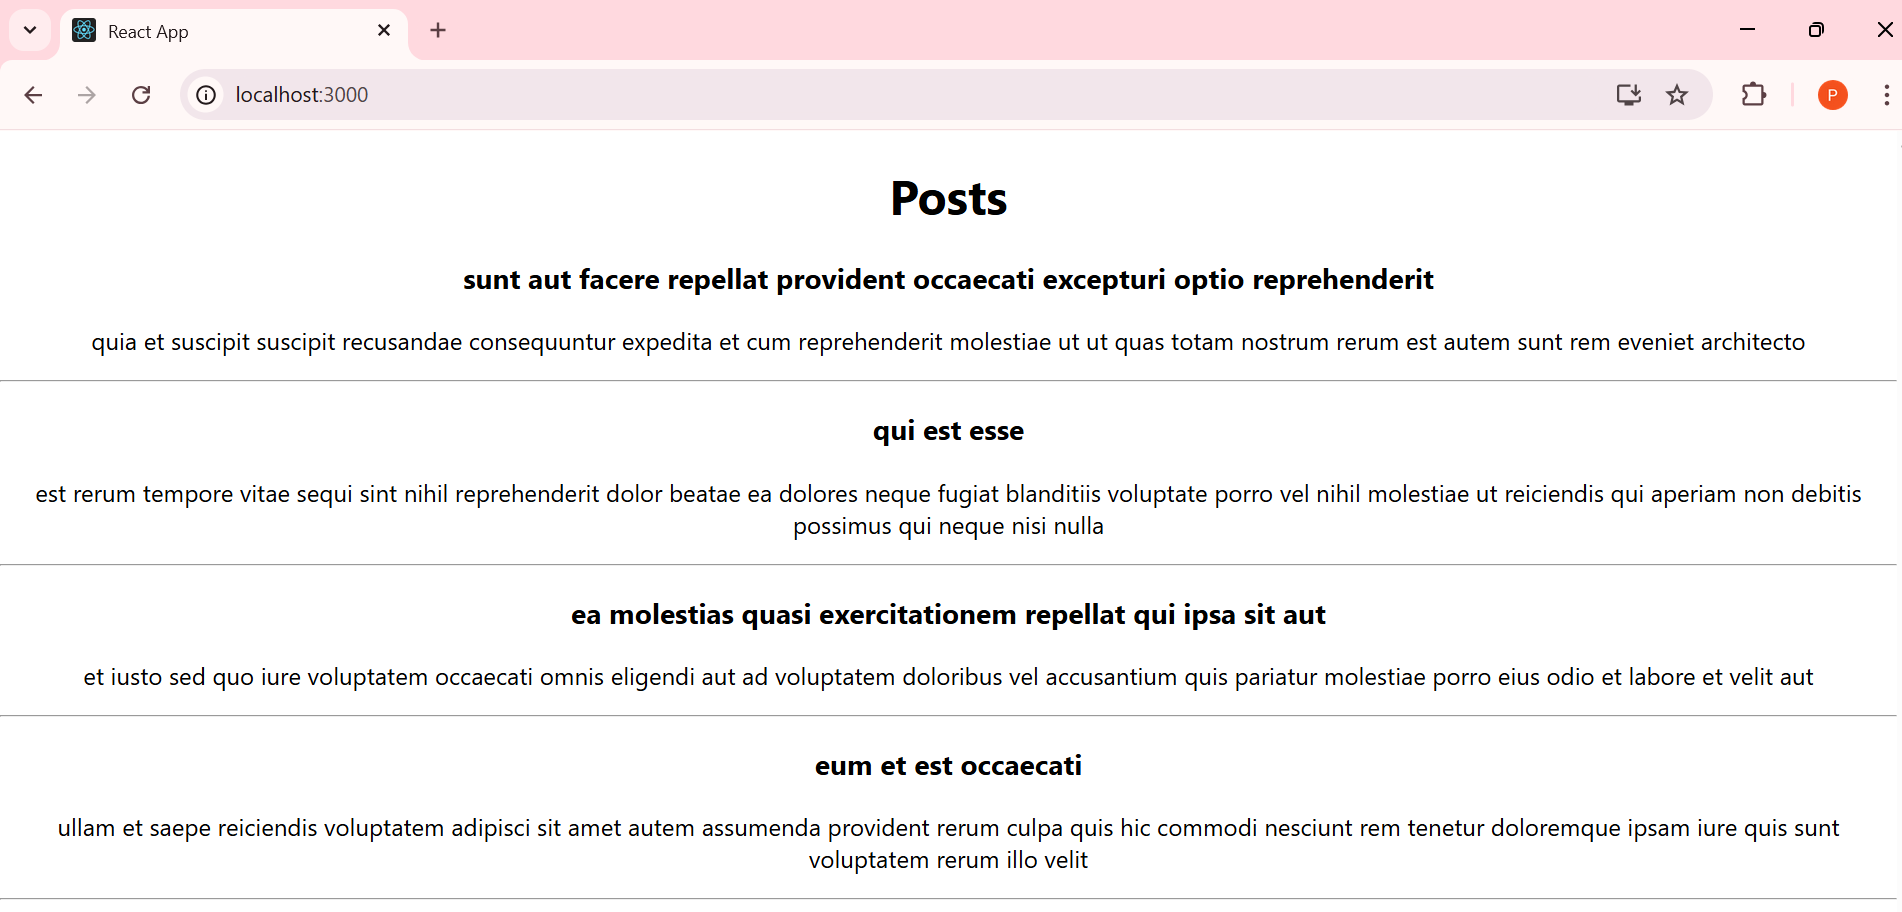 React App
localhost:3000
P
Posts
sunt aut facere repellat provident occaecati excepturi optio reprehenderit
quia et suscipit suscipit recusandae consequuntur expedita et cum reprehenderit molestiae ut ut quas totam nostrum rerum est autem sunt rem eveniet architecto
qui est esse
est rerum tempore vitae sequi sint nihil reprehenderit dolor beatae ea dolores neque fugiat blanditiis voluptate porro vel nihil molestiae ut reiciendis qui aperiam non debitis
possimus qui neque nisi nulla
ea molestias quasi exercitationem repellat qui ipsa sit aut
et iusto sed quo iure voluptatem occaecati omnis eligendi aut ad voluptatem doloribus vel accusantium quis pariatur molestiae porro eius odio et labore et velit aut
eum et est occaecati
ullam et saepe reiciendis voluptatem adipisci sit amet autem assumenda provident rerum culpa quis hic commodi nesciunt rem tenetur doloremque ipsam iure quis sunt
voluptatem rerum illo velit